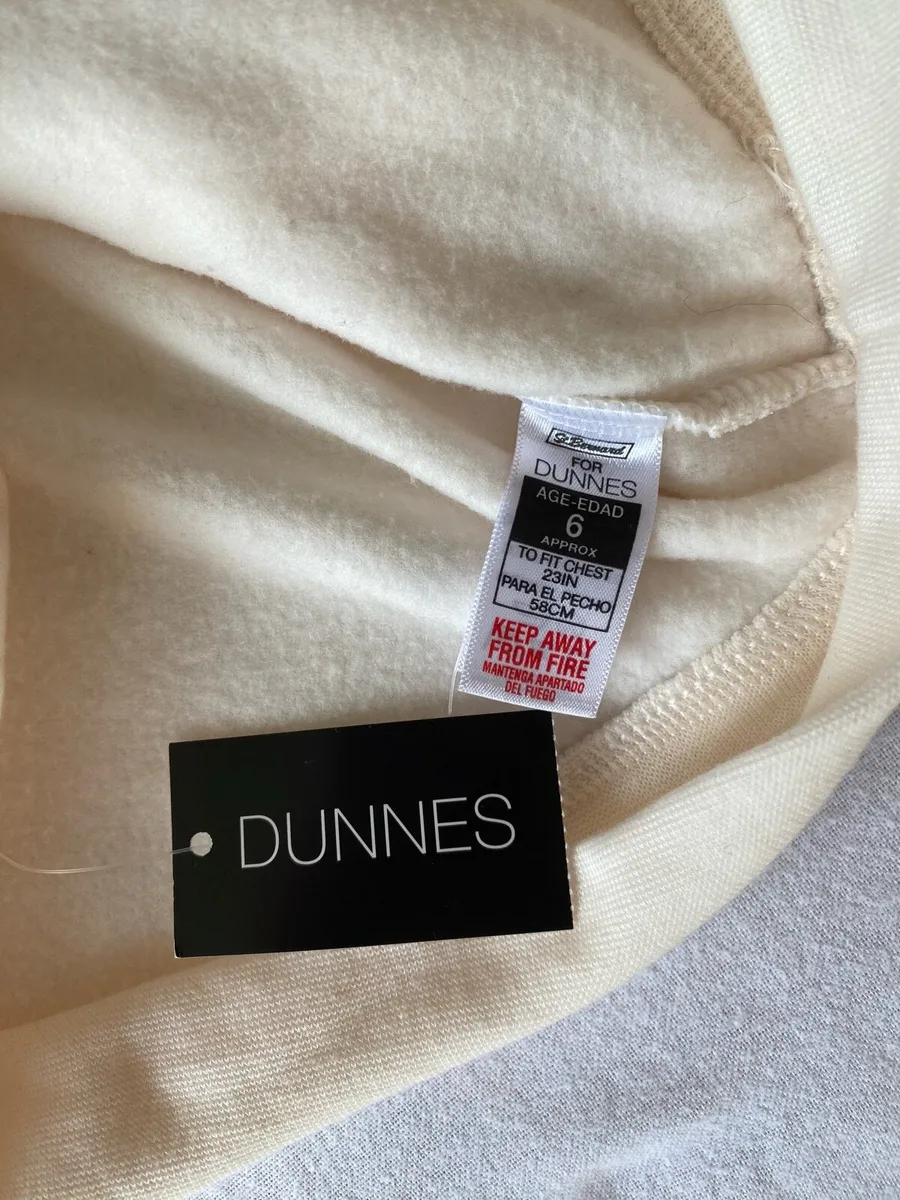 St. Bernard
FOR
DUNNES
AGE-EDAD
6
APPROX
TO FIT CHEST
23IN
PARA EL PECHO
58CM
KEEP AWAY
FROM FIRE
MANTENGA APARTADO
DEL FUEGO
DUNNES